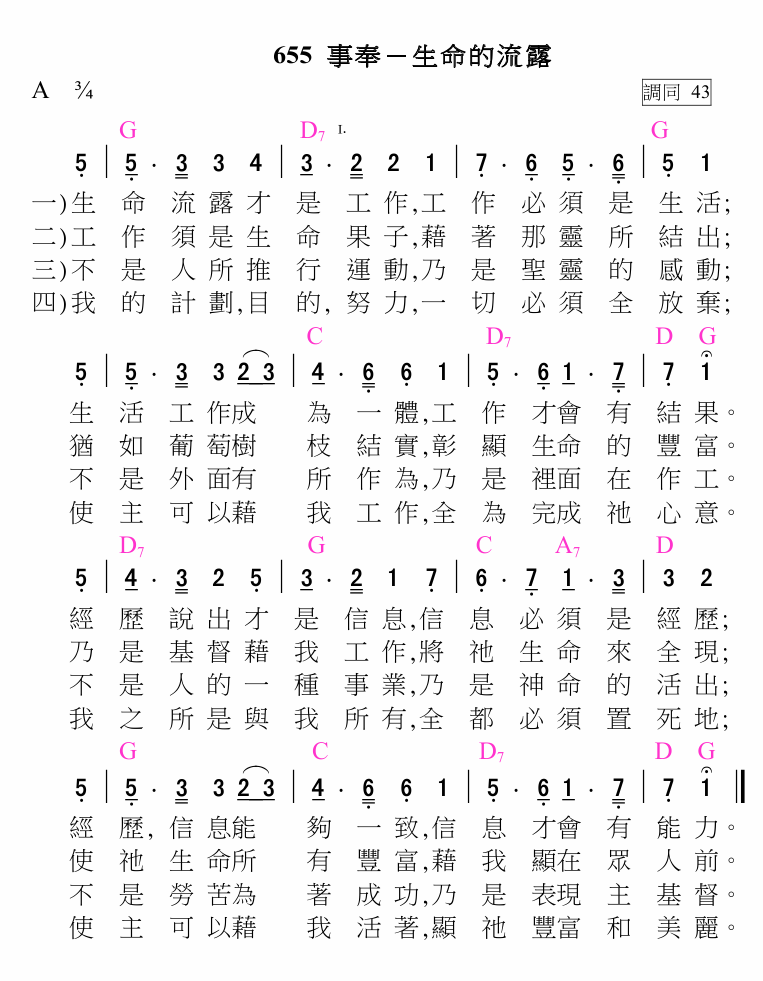 655 事奉－生命的流露
A ¾ 調同 43
G D7 I. G
5 | 5 · 3 3 4 | 3 · 2 2 1 | 7 · 6 5 · 6 | 5 1
一)生命流露才是工作,工作必須是生活;
二)工作須是生命果子,藉著那靈所結出;
三)不是人所推行運動,乃是聖靈的感動;
四)我的計劃,目的,努力,一切必須全放棄;
C D7 D G
5 | 5 · 3 3 2 3 | 4 · 6 6 1 | 5 · 6 1 · 7 | 7 1
生活工作成為一體,工作才會有結果。
猶如葡萄樹枝結實,彰顯生命的豐富。
不是外面有所作為,乃是裡面在作工。
使主可以藉我工作,全為完成祂心意。
D7 G C A7 D
5 | 4 · 3 2 5 | 3 · 2 1 7 | 6 · 7 1 · 3 | 3 2
經歷說出才是信息,信息必須是經歷;
乃是基督藉我工作,將祂生命來全現;
不是人的一種事業,乃是神命的活出;
我之所是與我所有,全都必須置死地;
G C D7 D G
5 | 5 · 3 3 2 3 | 4 · 6 6 1 | 5 · 6 1 · 7 | 7 1 ‖
經歷,信息能夠一致,信息才會有能力。
使祂生命所有豐富,藉我顯在眾人前。
不是勞苦為著成功,乃是表現主基督。
使主可以藉我活著,顯祂豐富和美麗。